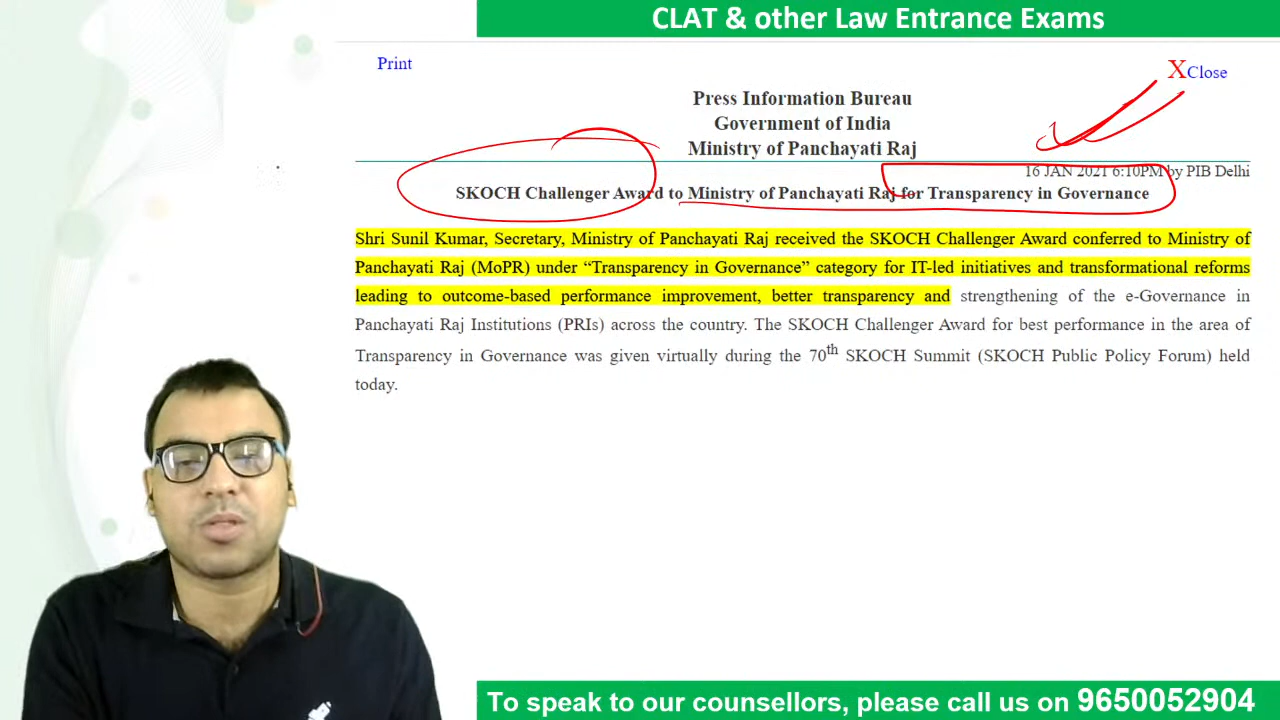 CLAT & other Law Entrance Exams
Print
XClose
Press Information Bureau
Government of India
Ministry of Panchayati Raj
16 JAN 2021 6:10PM by PIB Delhi
SKOCH Challenger Award to Ministry of Panchayati Raj for Transparency in Governance
Shri Sunil Kumar, Secretary, Ministry of Panchayati Raj received the SKOCH Challenger Award conferred to Ministry of
Panchayati Raj (MoPR) under “Transparency in Governance” category for IT-led initiatives and transformational reforms
leading to outcome-based performance improvement, better transparency and strengthening of the e-Governance in
Panchayati Raj Institutions (PRIs) across the country. The SKOCH Challenger Award for best performance in the area of
Transparency in Governance was given virtually during the 70th SKOCH Summit (SKOCH Public Policy Forum) held
today.
To speak to our counsellors, please call us on 9650052904